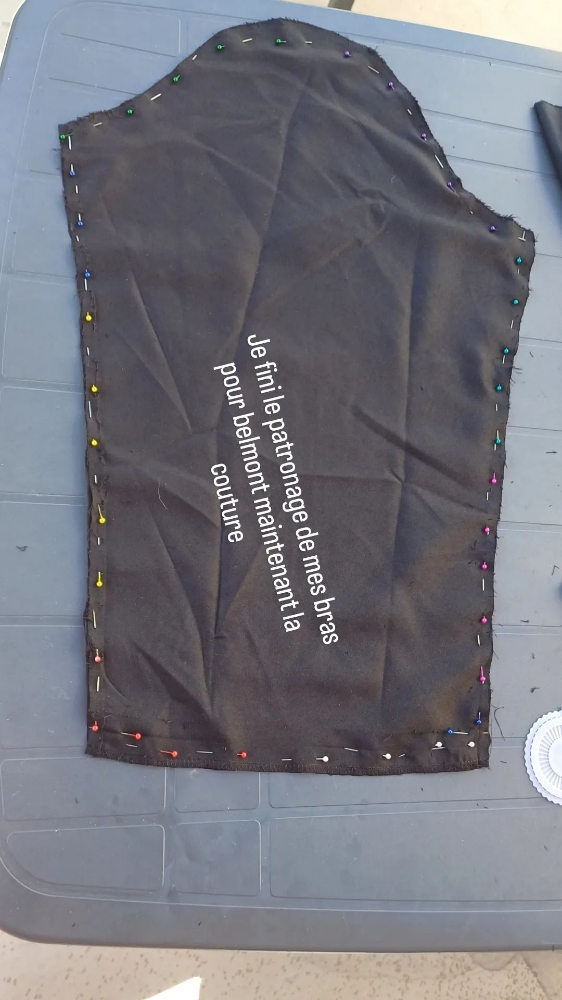 Je fini le patronage de mes bras
pour belmont maintenant la
couture